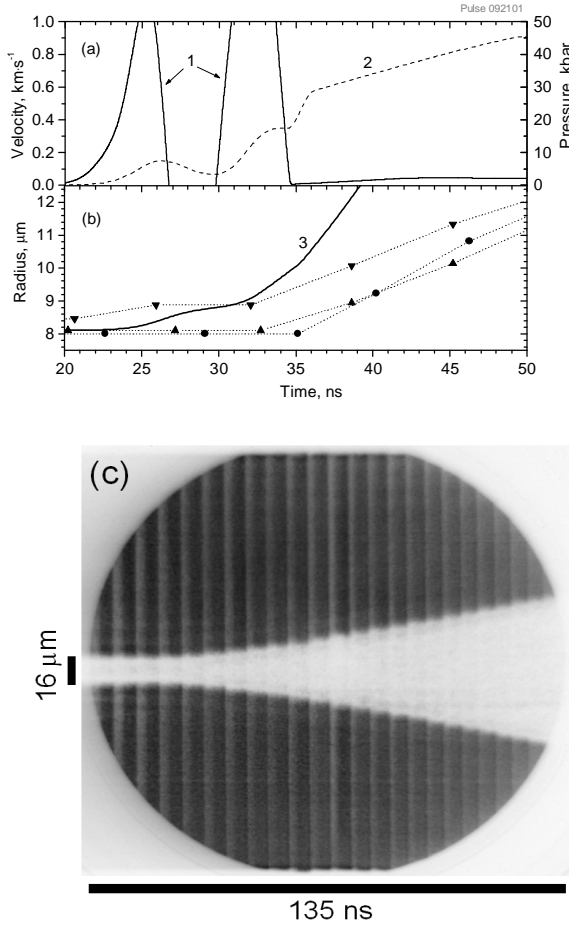 Pulse 092101
(a)
1
2
1.0
0.8
0.6
0.4
0.2
0.0
Velocity, km·s⁻¹
50
40
30
20
10
0
Pressure, kbar
(b)
3
12
11
10
9
8
Radius, μm
20 25 30 35 40 45 50
Time, ns
(c)
16 μm
135 ns